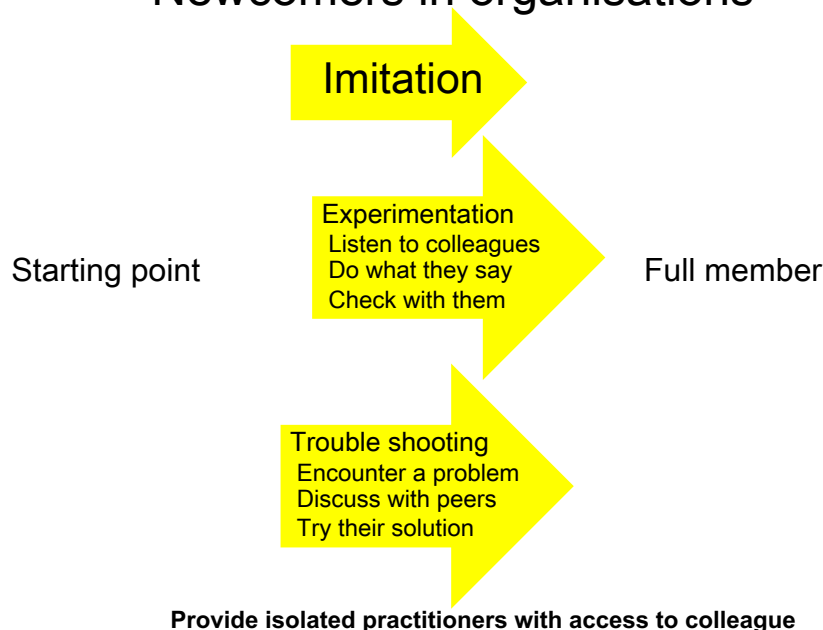 Newcomers in organisations
Imitation
Experimentation
Listen to colleagues
Do what they say
Check with them
Starting point
Full member
Trouble shooting
Encounter a problem
Discuss with peers
Try their solution
Provide isolated practitioners with access to colleague